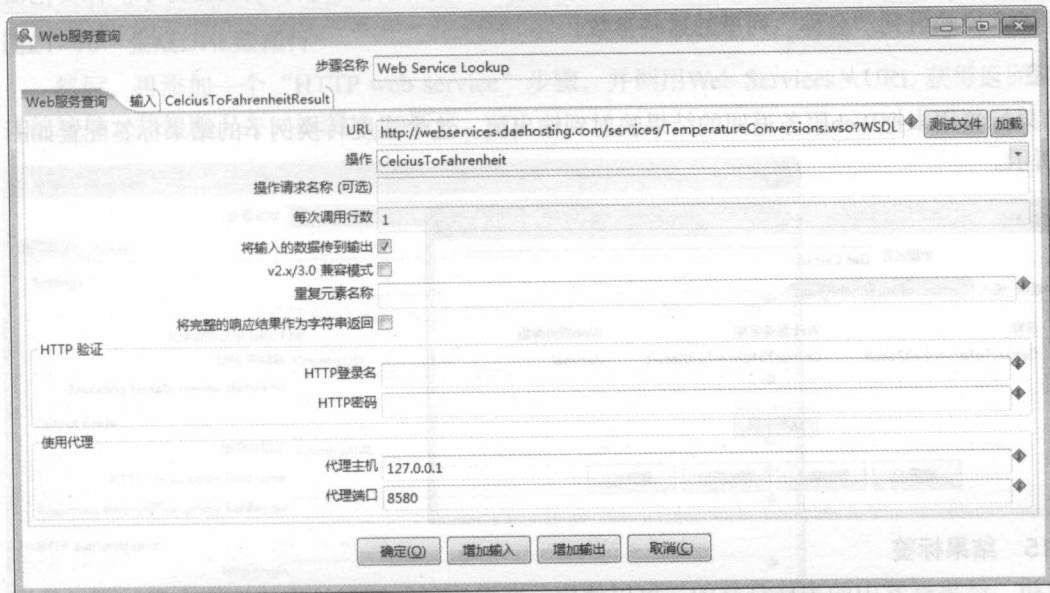 Web服务查询
步骤名称 Web Service Lookup
Web服务查询 输入 CelciusToFahrenheitResult
URL http://webservices.daehosting.com/services/TemperatureConversions.wso?WSDL 测试文件 加载
操作 CelciusToFahrenheit
操作请求名称 (可选)
每次调用行数 1
将输入的数据传到输出
v2.x/3.0 兼容模式
重复元素名称
将完整的响应结果作为字符串返回
HTTP 验证
HTTP登录名
HTTP密码
使用代理
代理主机 127.0.0.1
代理端口 8580
确定(O) 增加输入 增加输出 取消(C)